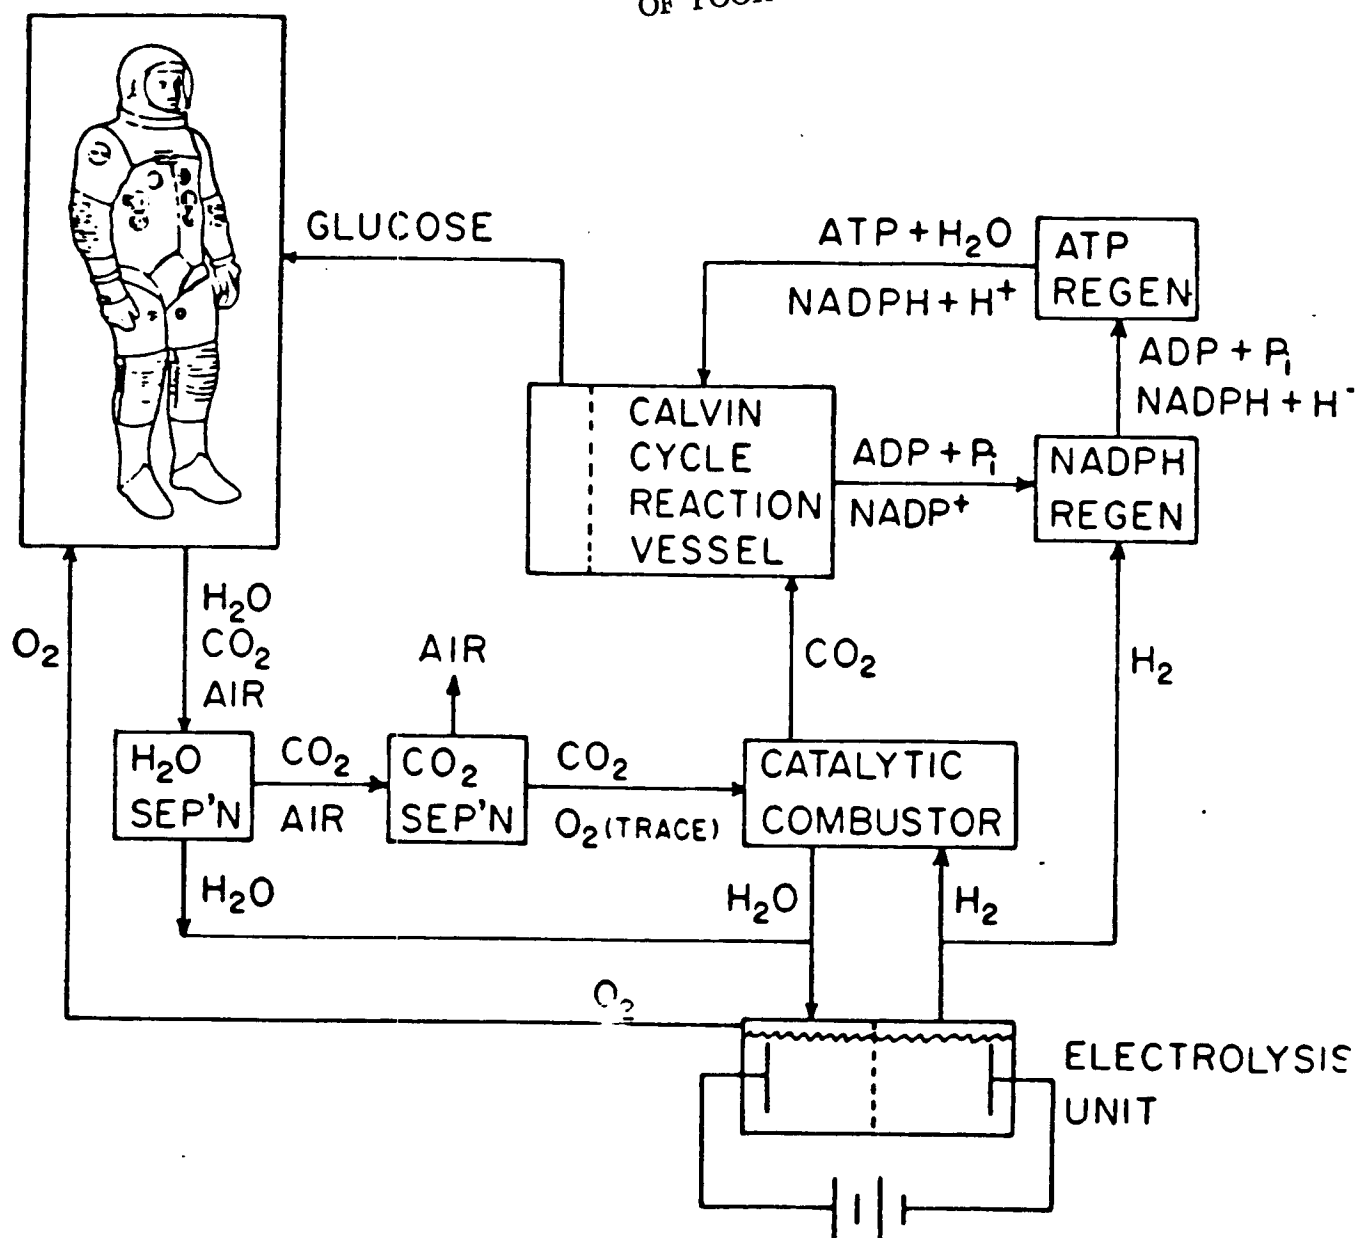 GLUCOSE
ATP + H₂O
NADPH + H⁺
ATP
REGEN
ADP + Pᵢ
NADPH + H
CALVIN
CYCLE
REACTION
VESSEL
ADP + Pᵢ
NADP⁺
NADPH
REGEN
O₂
H₂O
CO₂
AIR
AIR
CO₂
H₂
H₂O
SEP'N
CO₂
AIR
CO₂
SEP'N
CO₂
O₂ (TRACE)
CATALYTIC
COMBUSTOR
H₂O
H₂O
H₂
O₂
ELECTROLYSIS
UNIT